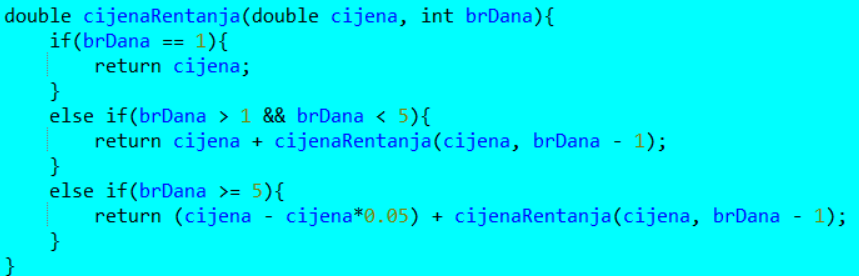 double cijenaRentanja(double cijena, int brDana){
    if(brDana == 1){
        return cijena;
    }
    else if(brDana > 1 && brDana < 5){
        return cijena + cijenaRentanja(cijena, brDana - 1);
    }
    else if(brDana >= 5){
        return (cijena - cijena*0.05) + cijenaRentanja(cijena, brDana - 1);
    }
}